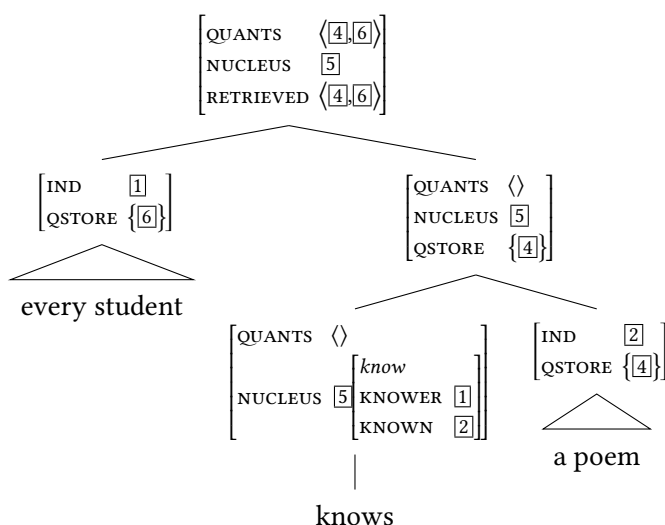 QUANTS ⟨4,6⟩
NUCLEUS 5
RETRIEVED ⟨4,6⟩
IND 1
QSTORE {6}
every student
QUANTS ⟨⟩
NUCLEUS 5
QSTORE {4}
QUANTS ⟨⟩
NUCLEUS 5
know
KNOWER 1
KNOWN 2
knows
IND 2
QSTORE {4}
a poem